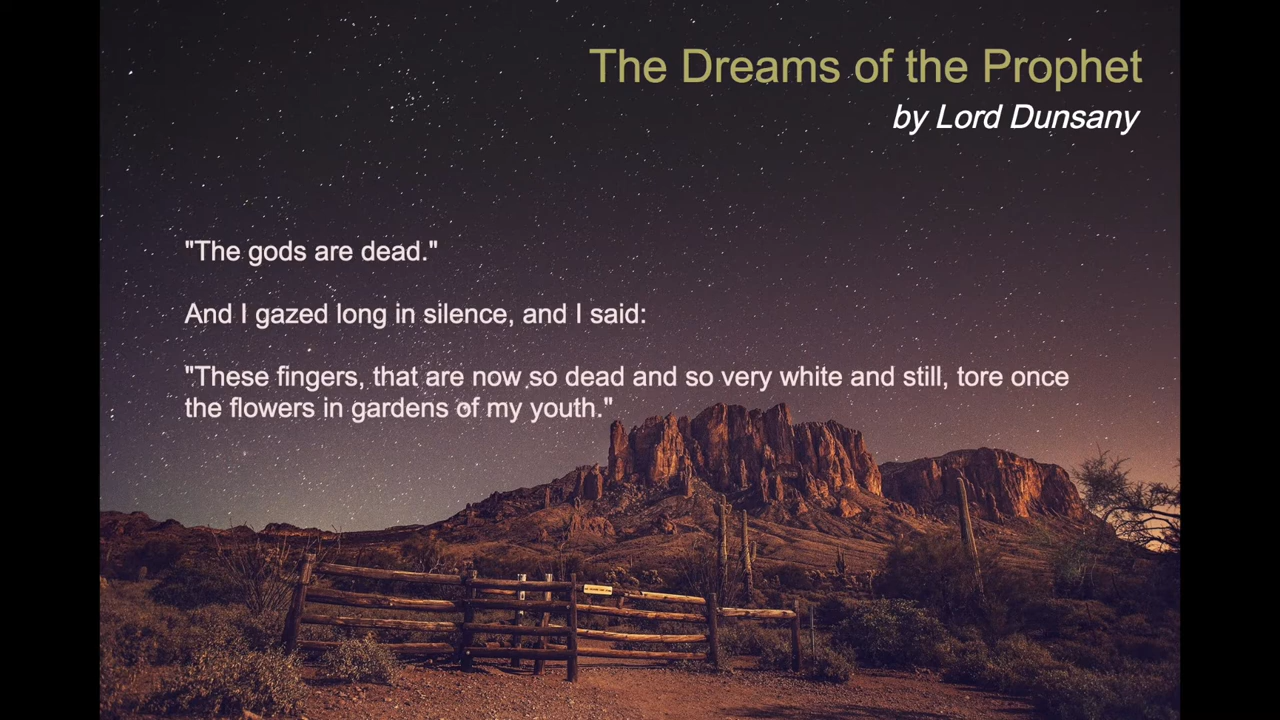 The Dreams of the Prophet
by Lord Dunsany
"The gods are dead."
And I gazed long in silence, and I said:
"These fingers, that are now so dead and so very white and still, tore once
the flowers in gardens of my youth."